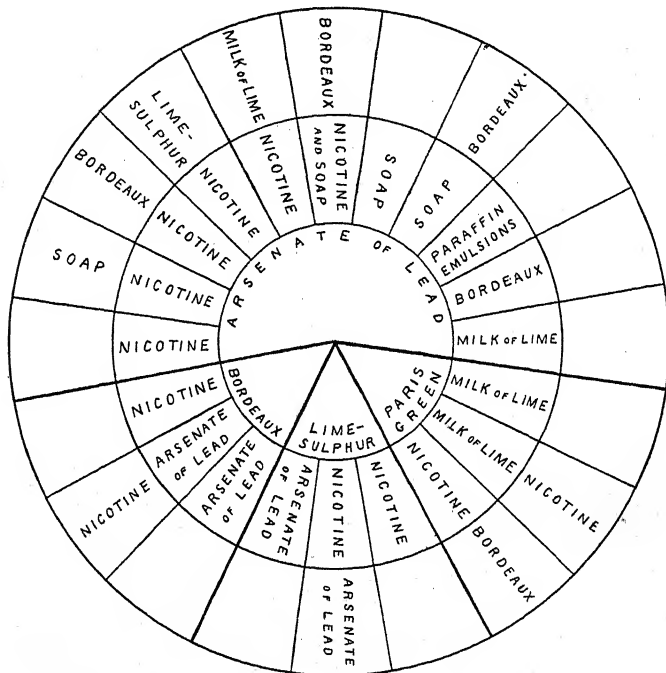 ARSENATE OF LEAD
NICOTINE
NICOTINE
SOAP
NICOTINE
BORDEAUX
NICOTINE
LIME-
SULPHUR
NICOTINE
MILK OF LIME
NICOTINE
AND SOAP
BORDEAUX
SOAP
SOAP
BORDEAUX
PARAFFIN
EMULSIONS
BORDEAUX
MILK OF LIME
PARIS
GREEN
MILK OF LIME
MILK OF LIME
NICOTINE
NICOTINE
BORDEAUX
LIME-
SULPHUR
NICOTINE
NICOTINE
ARSENATE
OF LEAD
ARSENATE
OF LEAD
BORDEAUX
ARSENATE
OF LEAD
ARSENATE
OF LEAD
NICOTINE
NICOTINE